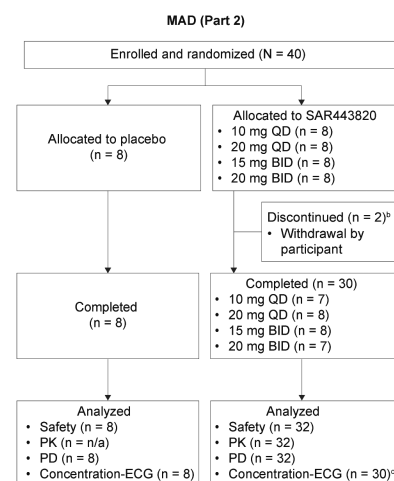 MAD (Part 2)
Enrolled and randomized (N = 40)
Allocated to placebo
(n = 8)
Allocated to SAR443820
• 10 mg QD (n = 8)
• 20 mg QD (n = 8)
• 15 mg BID (n = 8)
• 20 mg BID (n = 8)
Discontinued (n = 2)ᵇ
• Withdrawal by
participant
Completed
(n = 8)
Completed (n = 30)
• 10 mg QD (n = 7)
• 20 mg QD (n = 8)
• 15 mg BID (n = 8)
• 20 mg BID (n = 7)
Analyzed
• Safety (n = 8)
• PK (n = n/a)
• PD (n = 8)
• Concentration-ECG (n = 8)
Analyzed
• Safety (n = 32)
• PK (n = 32)
• PD (n = 32)
• Concentration-ECG (n = 30)ᶜ